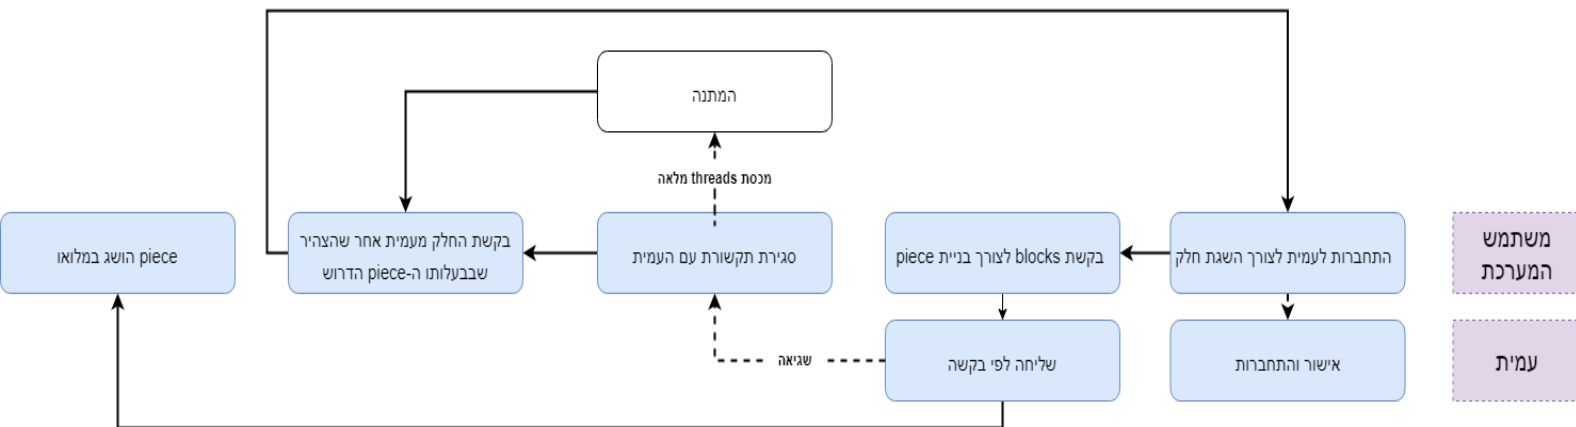 המתנה
מכסת threads מלאה
משתמש
המערכת
התחברות לעמית לצורך השגת חלק
בקשת blocks לצורך בניית piece
סגירת תקשורת עם העמית
בקשת החלק מעמית אחר שהצהיר
שבבעלותו ה-piece הדרוש
piece הושג במלואו
עמית
אישור והתחברות
שליחה לפי בקשה
שגיאה